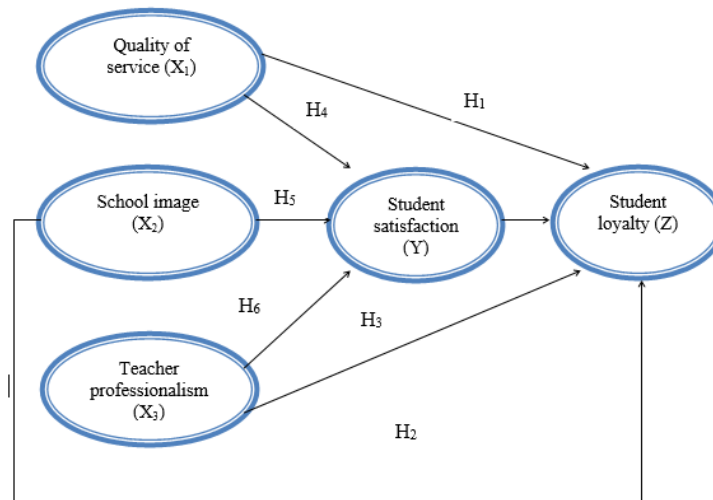 Quality of
service (X₁)
H₁
H₄
School image
(X₂)
H₅
Student
satisfaction
(Y)
Student
loyalty (Z)
H₆
H₃
Teacher
professionalism
(X₃)
H₂